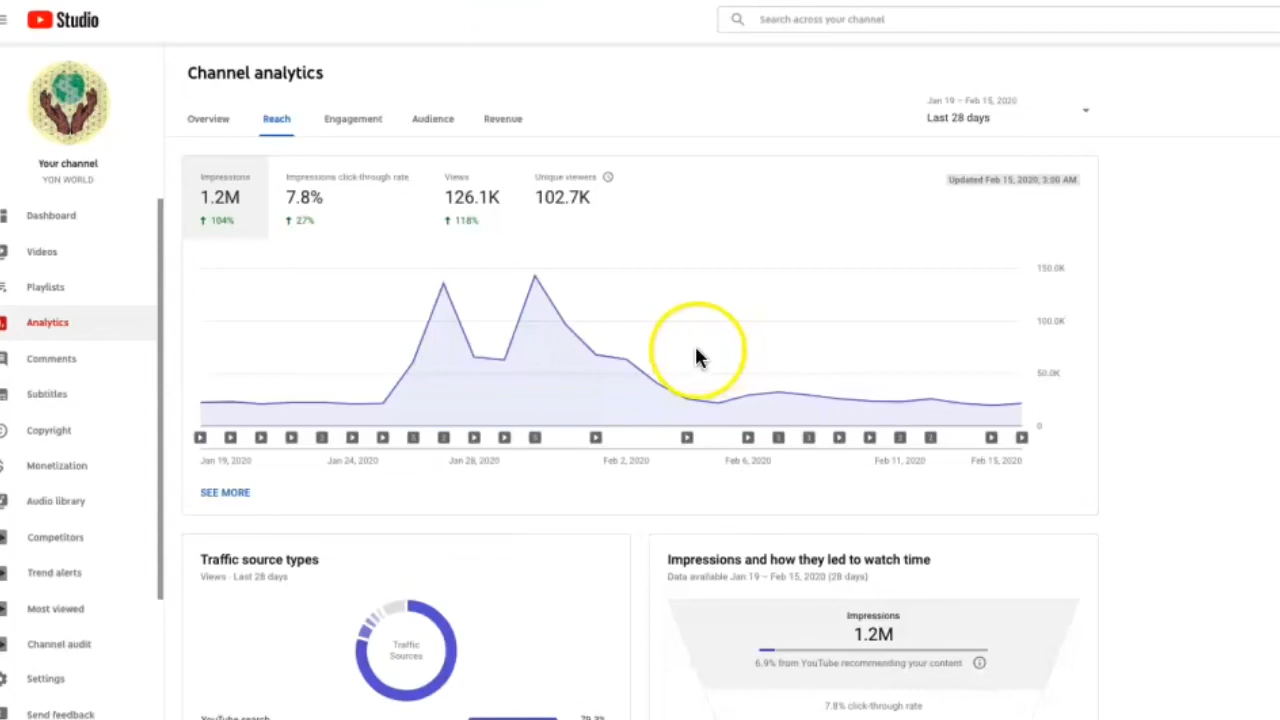 Studio
Search across your channel
Your channel
YON WORLD
Dashboard
Videos
Playlists
Analytics
Comments
Subtitles
Copyright
Monetization
Audio library
Competitors
Trend alerts
Most viewed
Channel audit
Settings
Send feedback
Channel analytics
Overview Reach Engagement Audience Revenue
Jan 19 – Feb 15, 2020
Last 28 days
Impressions Impressions click-through rate Views Unique viewers
1.2M 7.8% 126.1K 102.7K
104% 27% 118%
Updated Feb 15, 2020, 3:00 AM
150.0K
100.0K
50.0K
0
Jan 19, 2020 Jan 24, 2020 Jan 28, 2020 Feb 2, 2020 Feb 6, 2020 Feb 11, 2020 Feb 15, 2020
SEE MORE
Traffic source types
Views · Last 28 days
Traffic
Sources
YouTube search 79.3%
Impressions and how they led to watch time
Data available Jan 19 – Feb 15, 2020 (28 days)
Impressions
1.2M
6.9% from YouTube recommending your content
7.8% click-through rate